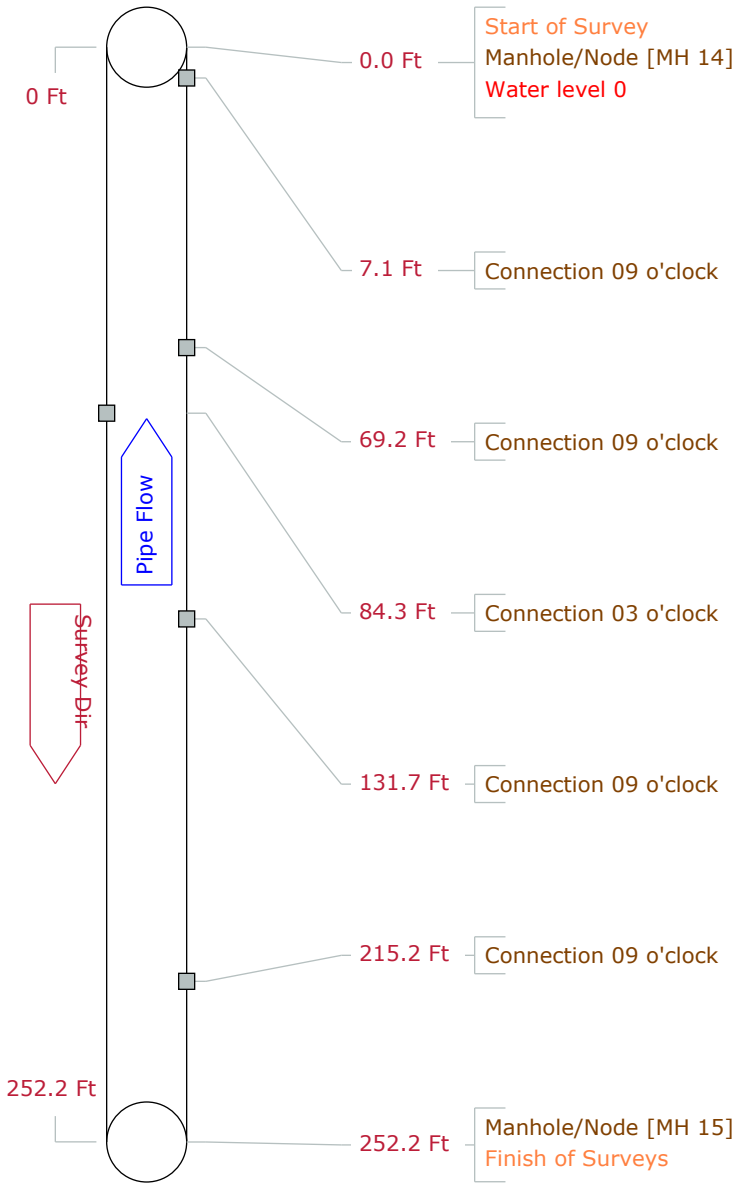 Start of Survey
0.0 Ft
Manhole/Node [MH 14]
Water level 0
0 Ft
7.1 Ft
Connection 09 o'clock
69.2 Ft
Connection 09 o'clock
Pipe Flow
84.3 Ft
Connection 03 o'clock
Survey Dir
131.7 Ft
Connection 09 o'clock
215.2 Ft
Connection 09 o'clock
252.2 Ft
252.2 Ft
Manhole/Node [MH 15]
Finish of Surveys